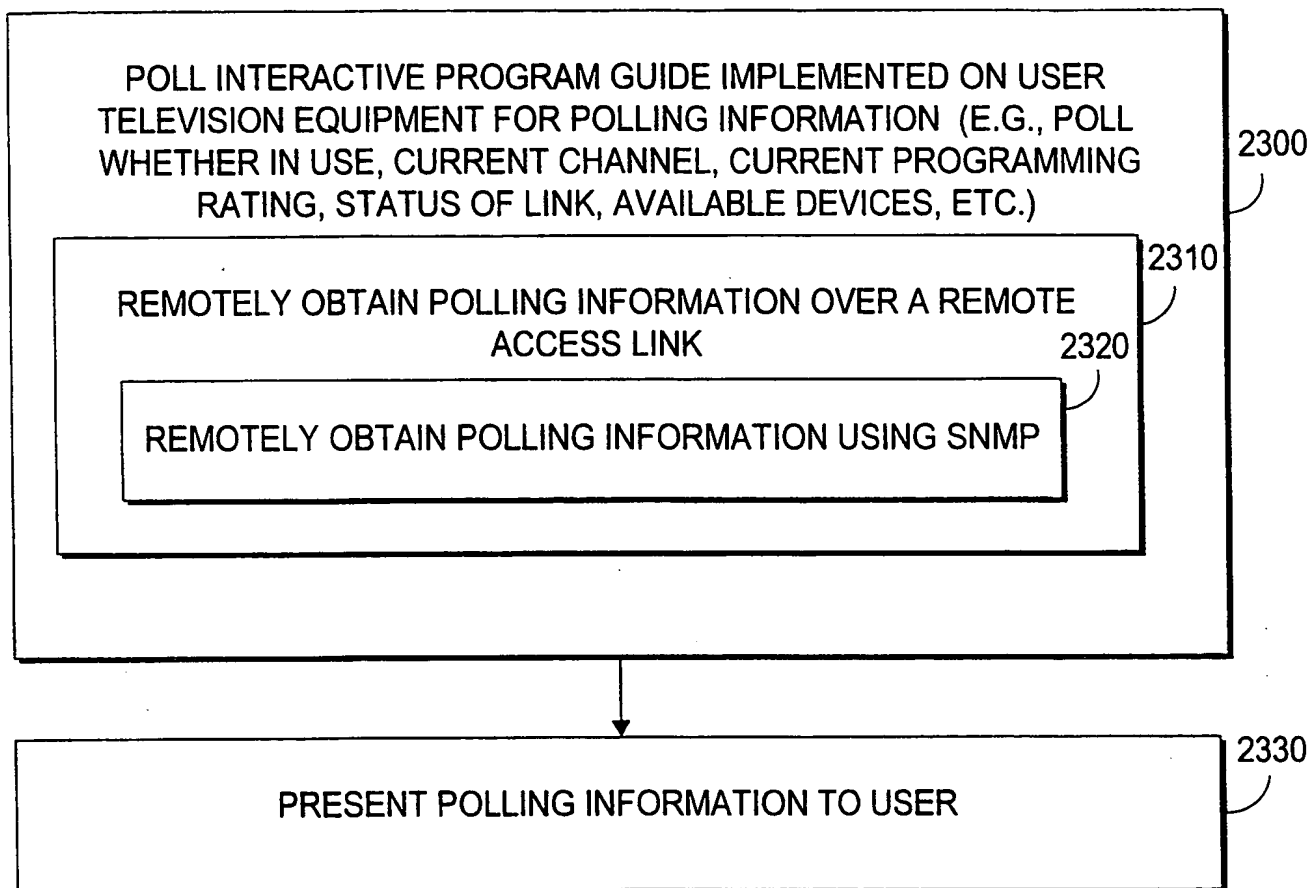 POLL INTERACTIVE PROGRAM GUIDE IMPLEMENTED ON USER
TELEVISION EQUIPMENT FOR POLLING INFORMATION (E.G., POLL
WHETHER IN USE, CURRENT CHANNEL, CURRENT PROGRAMMING
RATING, STATUS OF LINK, AVAILABLE DEVICES, ETC.)
2300
2310
REMOTELY OBTAIN POLLING INFORMATION OVER A REMOTE
ACCESS LINK
2320
REMOTELY OBTAIN POLLING INFORMATION USING SNMP
2330
PRESENT POLLING INFORMATION TO USER